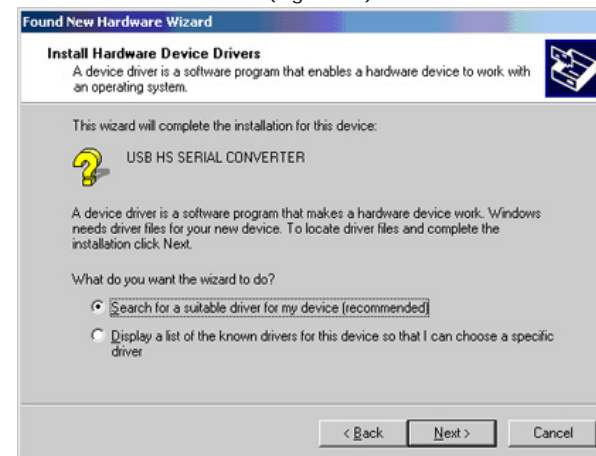 Found New Hardware Wizard
Install Hardware Device Drivers
A device driver is a software program that enables a hardware device to work with
an operating system.
This wizard will complete the installation for this device:
USB HS SERIAL CONVERTER
A device driver is a software program that makes a hardware device work. Windows
needs driver files for your new device. To locate driver files and complete the
installation click Next.
What do you want the wizard to do?
Search for a suitable driver for my device (recommended)
Display a list of the known drivers for this device so that I can choose a specific
driver
< Back Next > Cancel